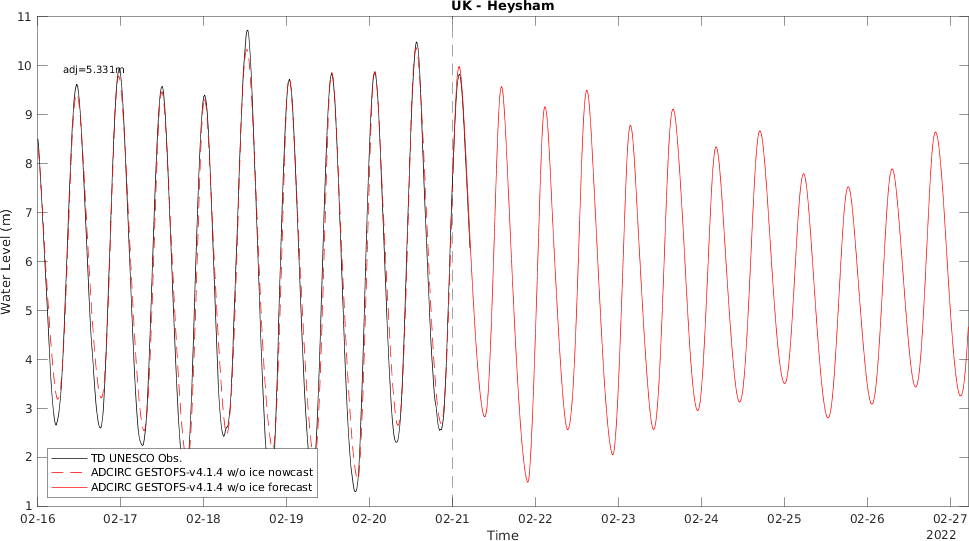 UK - Heysham
11
10
9
8
7
6
5
4
3
2
1
Water Level (m)
adj=5.331m
TD UNESCO Obs.
ADCIRC GESTOFS-v4.1.4 w/o ice nowcast
ADCIRC GESTOFS-v4.1.4 w/o ice forecast
02-16 02-17 02-18 02-19 02-20 02-21 02-22 02-23 02-24 02-25 02-26 02-27
Time
2022